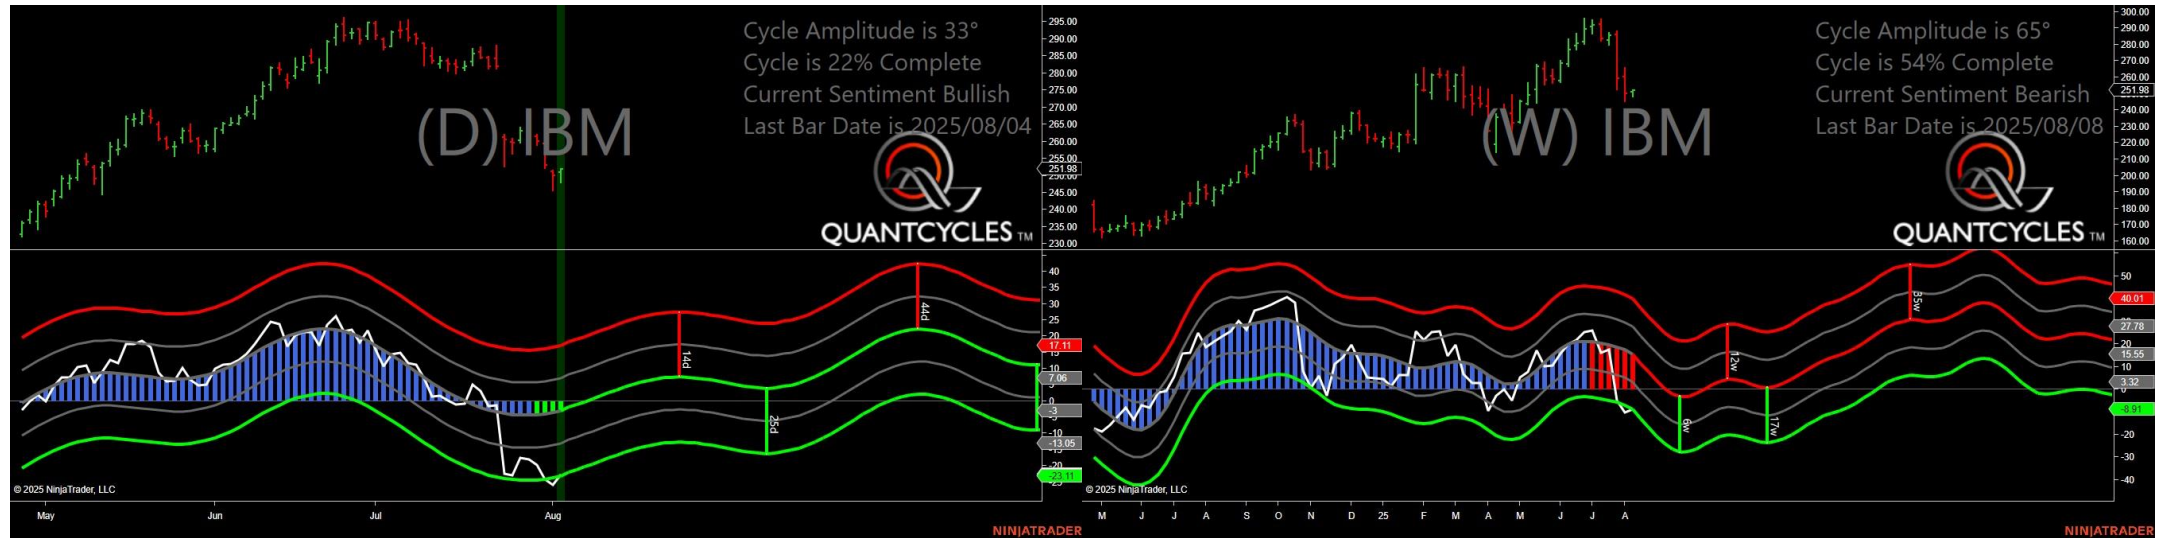 Cycle Amplitude is 33°
Cycle is 22% Complete
Current Sentiment Bullish
Last Bar Date is 2025/08/04
(D) IBM
QUANTCYCLES TM
295.00
290.00
285.00
280.00
275.00
270.00
265.00
260.00
255.00
251.98
250.00
245.00
240.00
235.00
230.00
40
35
30
25
20
17.11
10
7.06
0
-3
-10
-13.05
-23.11
14d
25d
44d
© 2025 NinjaTrader, LLC
May
Jun
Jul
Aug
NINJATRADER
Cycle Amplitude is 65°
Cycle is 54% Complete
Current Sentiment Bearish
Last Bar Date is 2025/08/08
(W) IBM
QUANTCYCLES TM
300.00
290.00
280.00
270.00
260.00
251.98
240.00
230.00
220.00
210.00
200.00
190.00
180.00
170.00
160.00
50
40.01
27.78
20
15.55
3.32
-8.91
-20
-30
-40
6w
12w
17w
35w
© 2025 NinjaTrader, LLC
M J J A S O N D 25 F M A M J J A
NINJATRADER